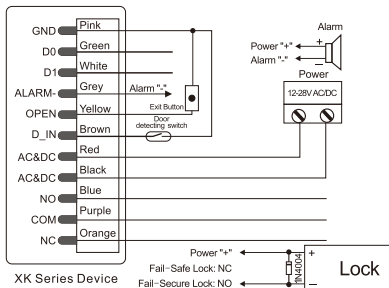 GND Pink
D0 Green
D1 White
ALARM- Grey Alarm "-"
OPEN Yellow Exit Button
D_IN Brown Door
detecting switch
AC&DC Red
AC&DC Black
NO Blue
COM Purple
NC Orange
XK Series Device
Alarm
Power "+" +
Alarm "-" −
Power
12-28V AC/DC
Power "+" +
Fail-Safe Lock: NC
Fail-Secure Lock: NO −
1N4004
Lock